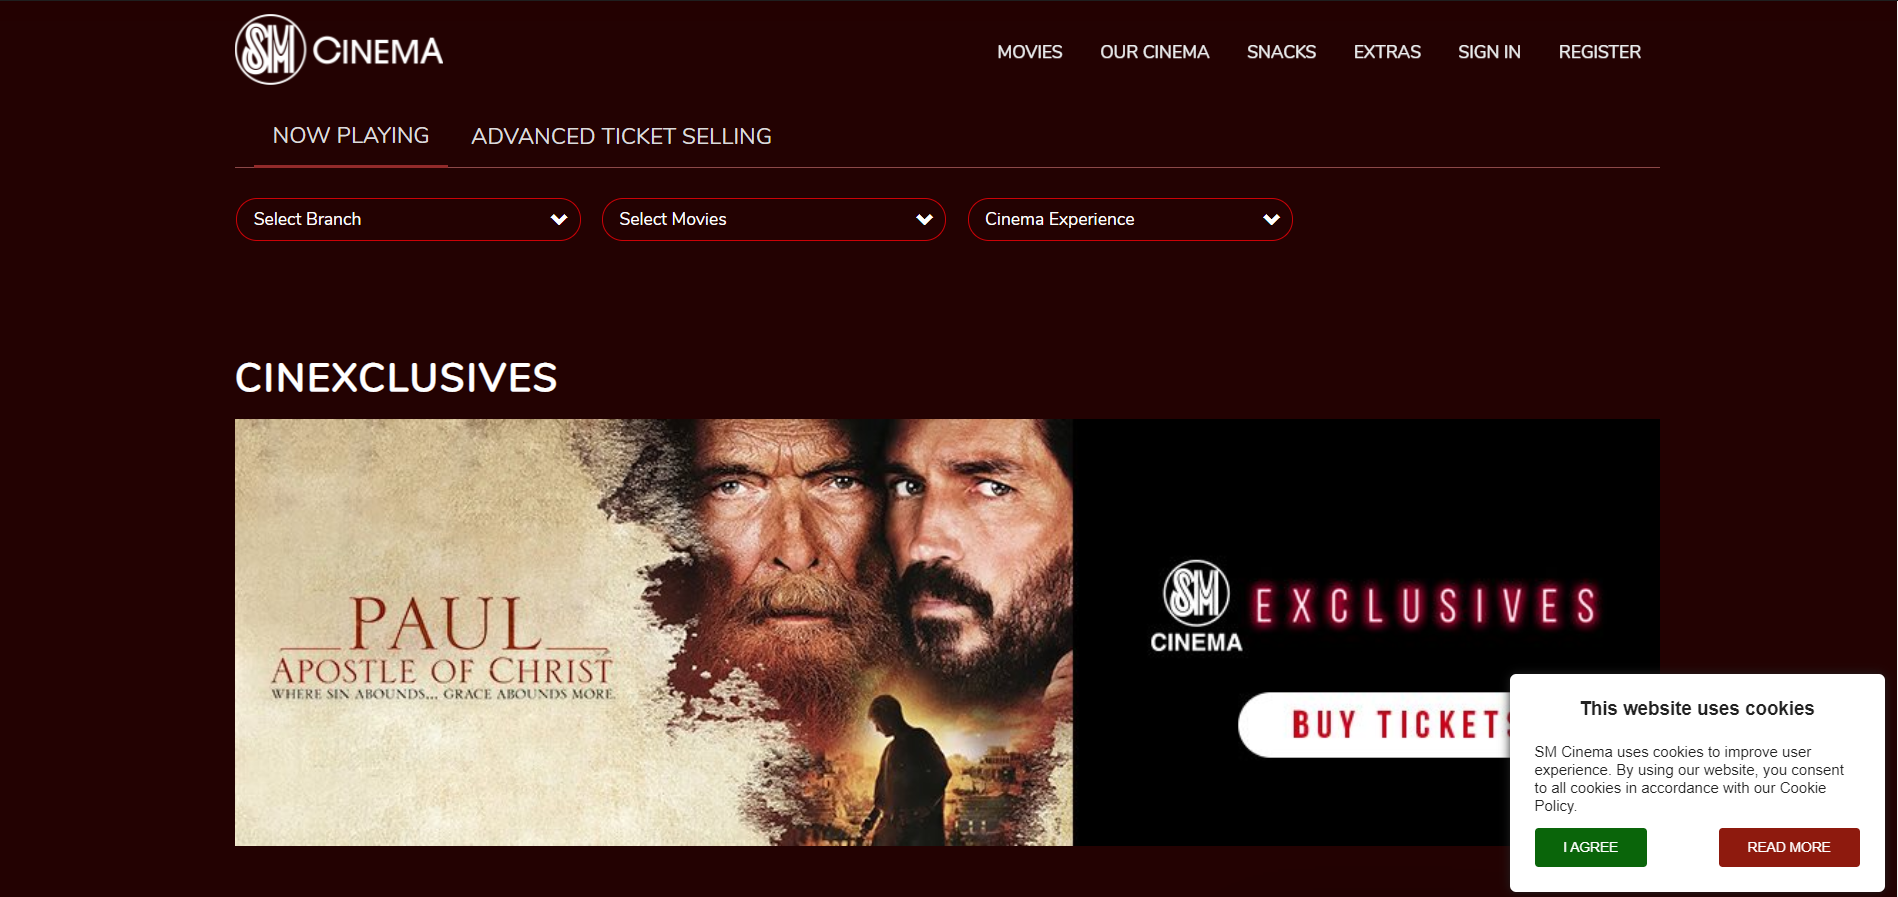 SM CINEMA
MOVIES OUR CINEMA SNACKS EXTRAS SIGN IN REGISTER
NOW PLAYING ADVANCED TICKET SELLING
Select Branch Select Movies Cinema Experience
CINEXCLUSIVES
PAUL
APOSTLE OF CHRIST
WHERE SIN ABOUNDS... GRACE ABOUNDS MORE.
SM
CINEMA
EXCLUSIVES
BUY TICKETS
This website uses cookies
SM Cinema uses cookies to improve user
experience. By using our website, you consent
to all cookies in accordance with our Cookie
Policy.
I AGREE READ MORE